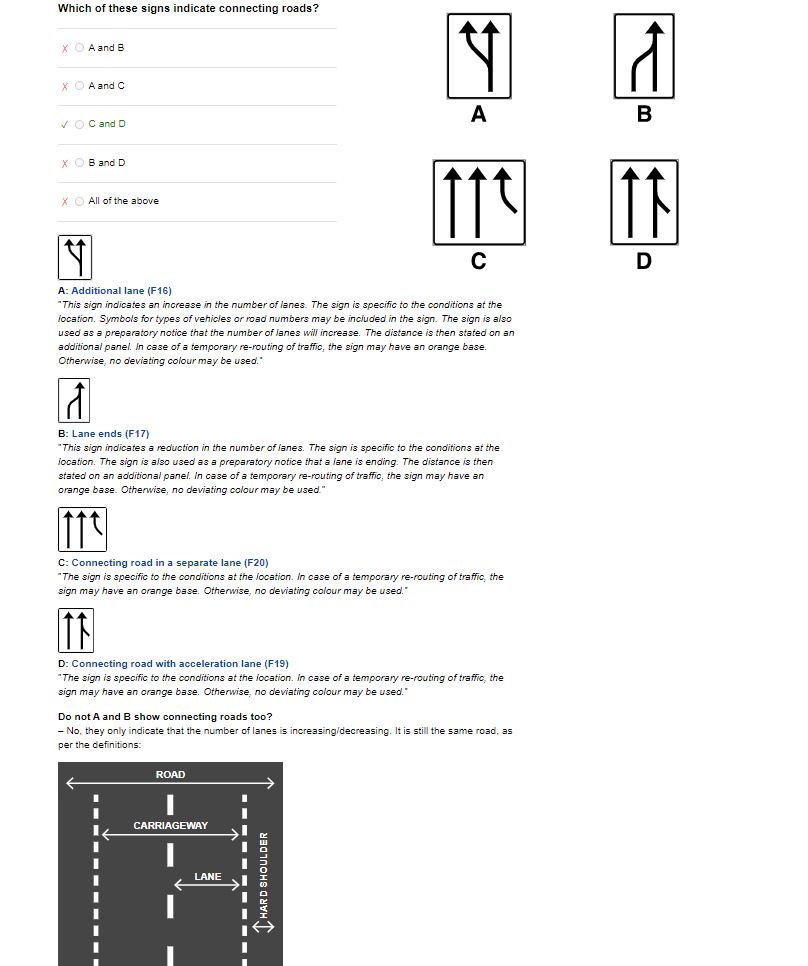 Which of these signs indicate connecting roads?
A and B
A and C
C and D
B and D
All of the above
A
B
C
D
A: Additional lane (F16)
"This sign indicates an increase in the number of lanes. The sign is specific to the conditions at the
location. Symbols for types of vehicles or road numbers may be included in the sign. The sign is also
used as a preparatory notice that the number of lanes will increase. The distance is then stated on an
additional panel. In case of a temporary re-routing of traffic, the sign may have an orange base.
Otherwise, no deviating colour may be used."
B: Lane ends (F17)
"This sign indicates a reduction in the number of lanes. The sign is specific to the conditions at the
location. The sign is also used as a preparatory notice that a lane is ending. The distance is then
stated on an additional panel. In case of a temporary re-routing of traffic, the sign may have an
orange base. Otherwise, no deviating colour may be used."
C: Connecting road in a separate lane (F20)
"The sign is specific to the conditions at the location. In case of a temporary re-routing of traffic, the
sign may have an orange base. Otherwise, no deviating colour may be used."
D: Connecting road with acceleration lane (F19)
"The sign is specific to the conditions at the location. In case of a temporary re-routing of traffic, the
sign may have an orange base. Otherwise, no deviating colour may be used."
Do not A and B show connecting roads too?
– No, they only indicate that the number of lanes is increasing/decreasing. It is still the same road, as
per the definitions:
ROAD
CARRIAGEWAY
LANE
HARD SHOULDER